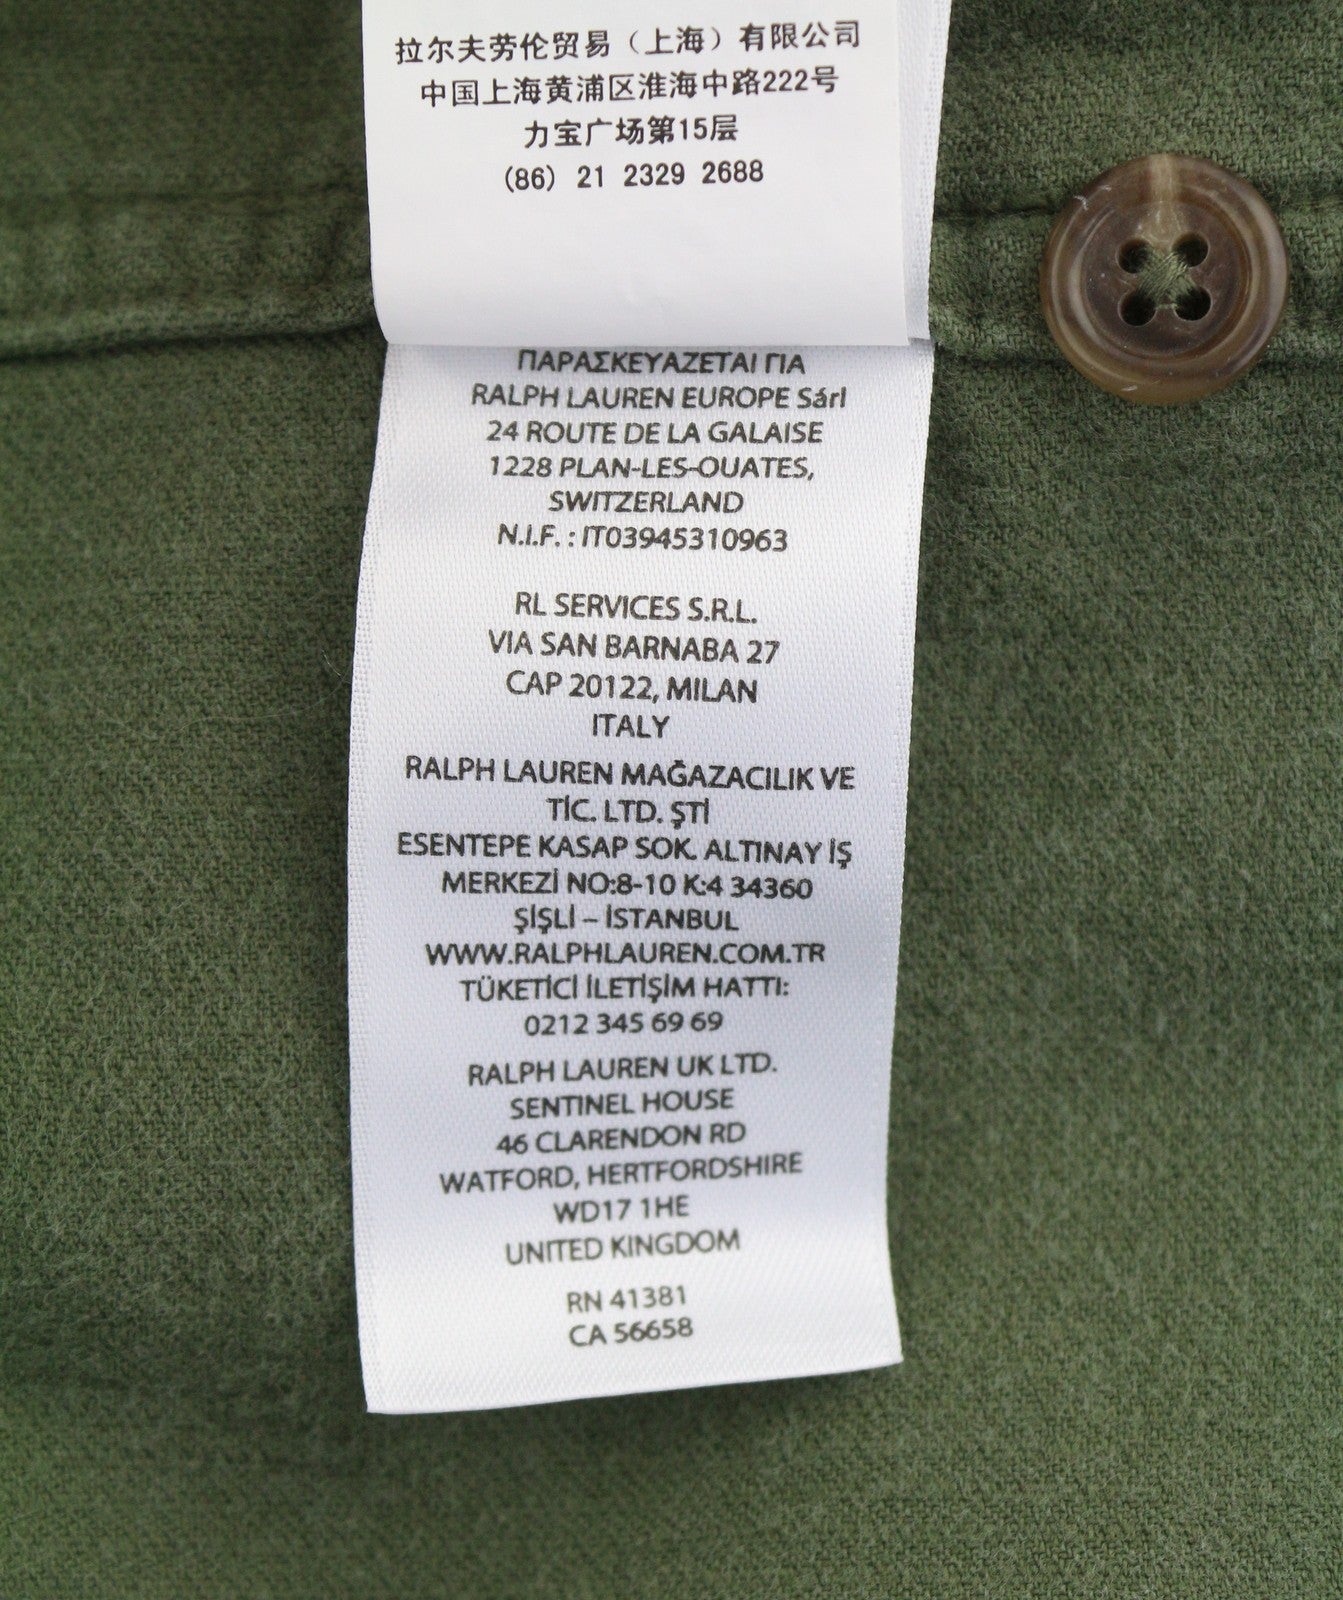 拉尔夫劳伦贸易（上海）有限公司
中国上海黄浦区淮海中路222号
力宝广场第15层
(86) 21 2329 2688
ΠΑΡΑΣΚΕΥΑΖΕΤΑΙ ΓΙΑ
RALPH LAUREN EUROPE Sárl
24 ROUTE DE LA GALAISE
1228 PLAN-LES-OUATES,
SWITZERLAND
N.I.F. : IT03945310963
RL SERVICES S.R.L.
VIA SAN BARNABA 27
CAP 20122, MILAN
ITALY
RALPH LAUREN MAĞAZACILIK VE
TİC. LTD. ŞTİ
ESENTEPE KASAP SOK. ALTINAY İŞ
MERKEZİ NO:8-10 K:4 34360
ŞİŞLİ – İSTANBUL
WWW.RALPHLAUREN.COM.TR
TÜKETİCİ İLETİŞİM HATTI:
0212 345 69 69
RALPH LAUREN UK LTD.
SENTINEL HOUSE
46 CLARENDON RD
WATFORD, HERTFORDSHIRE
WD17 1HE
UNITED KINGDOM
RN 41381
CA 56658